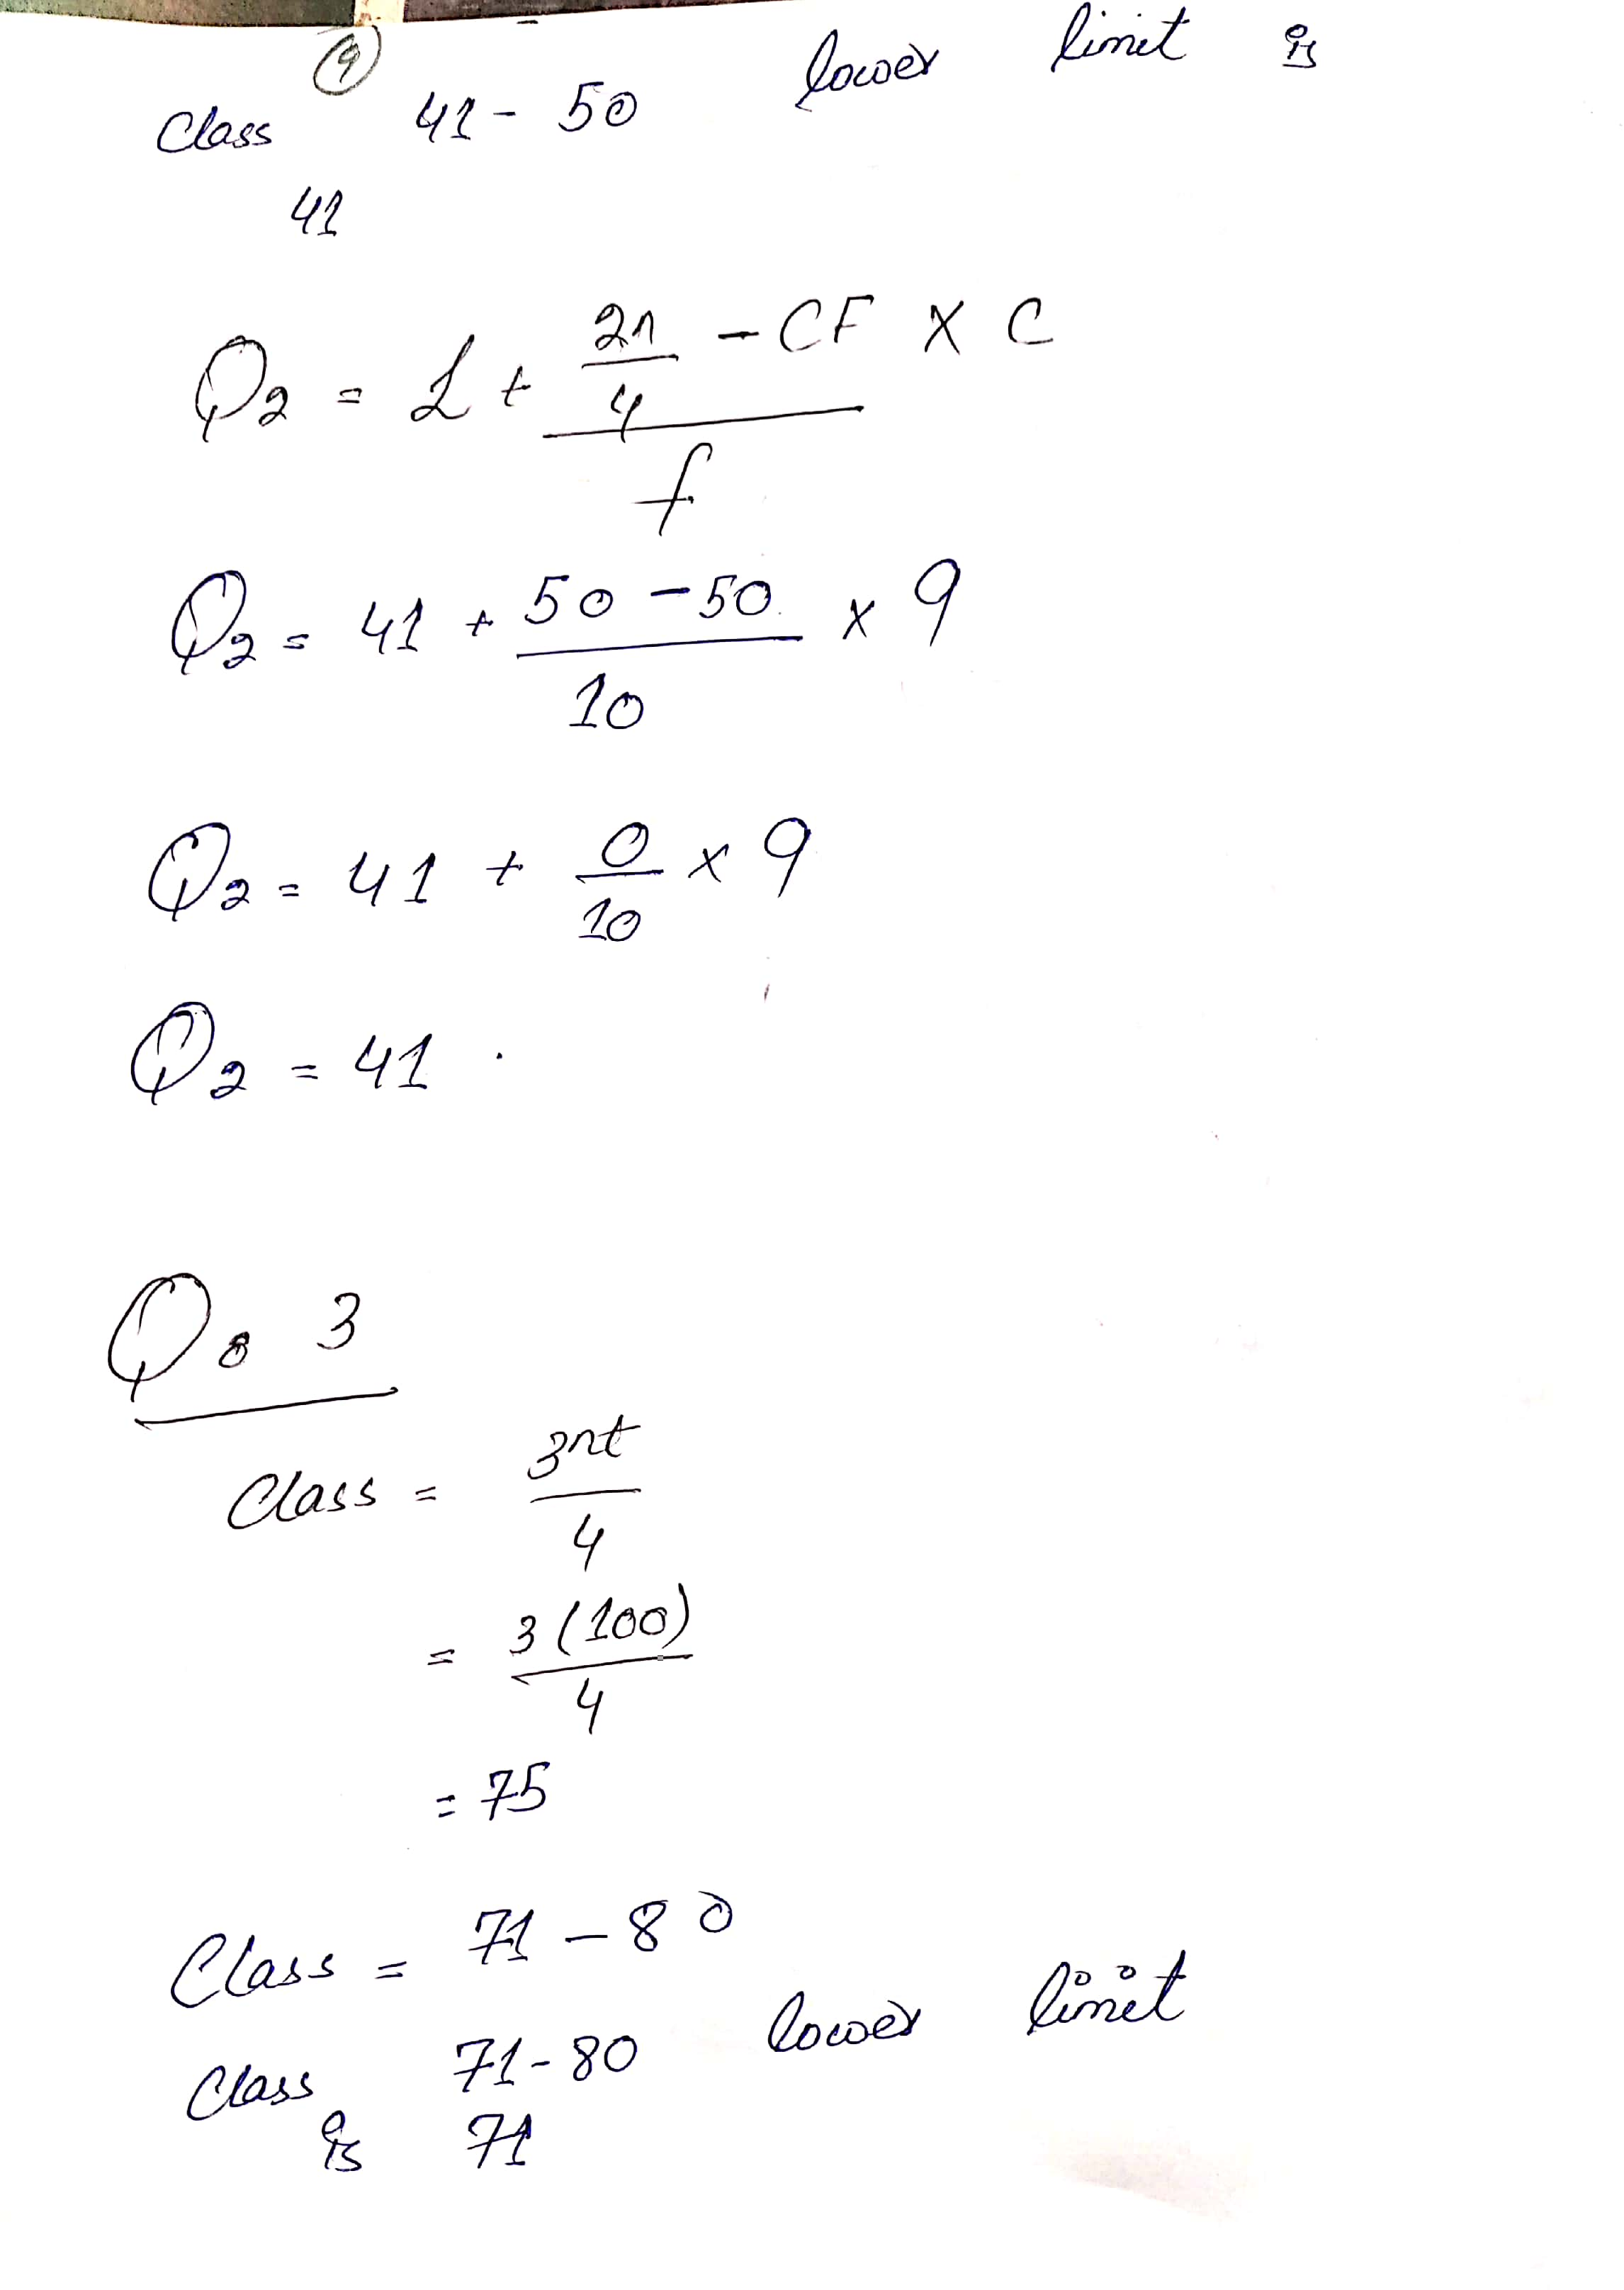 (9)
Class 41 - 50 lower limit is
41
Q2 = L + 2n/4 - CF / f X C
Q2 = 41 + 50 - 50 / 10 x 9
Q2 = 41 + 0/10 x 9
Q2 = 41 .
Q: 3
Class = 3nt/4
= 3(100)/4
= 75
Class = 71 - 80
Class 71-80 lower limit
is 71